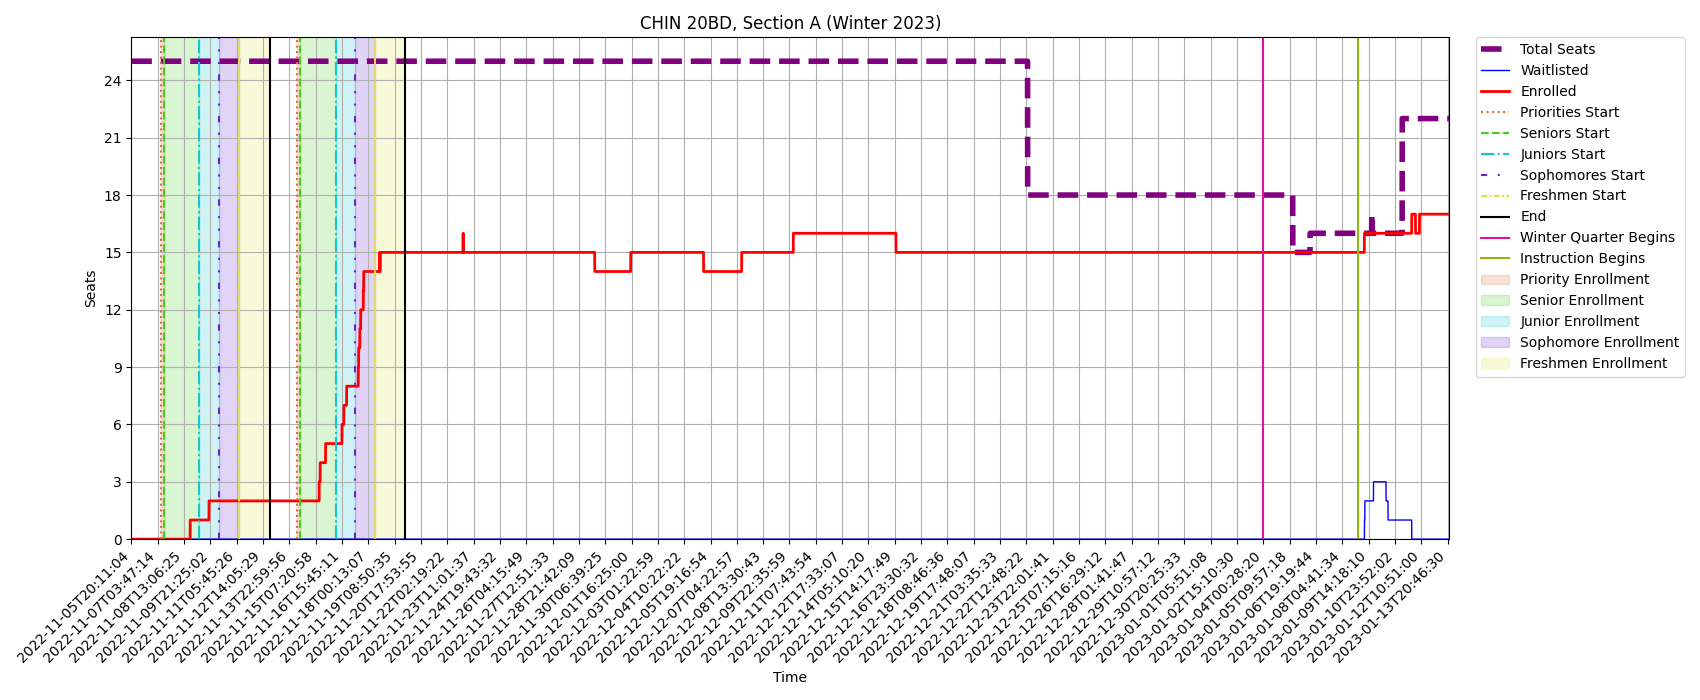 CHIN 20BD, Section A (Winter 2023)
Total Seats
Waitlisted
Enrolled
Priorities Start
Seniors Start
Juniors Start
Sophomores Start
Freshmen Start
End
Winter Quarter Begins
Instruction Begins
Priority Enrollment
Senior Enrollment
Junior Enrollment
Sophomore Enrollment
Freshmen Enrollment
Seats
24
21
18
15
12
9
6
3
0
2022-11-05T20:11:04
2022-11-07T03:47:14
2022-11-08T13:06:25
2022-11-09T21:25:02
2022-11-11T05:45:26
2022-11-12T14:05:29
2022-11-13T22:59:56
2022-11-15T07:20:58
2022-11-16T15:45:11
2022-11-18T00:13:07
2022-11-19T08:50:35
2022-11-20T17:53:55
2022-11-22T02:19:22
2022-11-23T11:01:37
2022-11-24T19:43:32
2022-11-26T04:15:49
2022-11-27T12:51:33
2022-11-28T21:42:09
2022-11-30T06:39:25
2022-12-01T16:25:00
2022-12-03T01:22:59
2022-12-04T10:22:22
2022-12-05T19:16:54
2022-12-07T04:22:57
2022-12-08T13:30:43
2022-12-09T22:35:59
2022-12-11T07:43:54
2022-12-12T17:33:07
2022-12-14T05:10:20
2022-12-15T14:17:49
2022-12-16T23:30:32
2022-12-18T08:46:36
2022-12-19T17:48:07
2022-12-21T03:35:33
2022-12-22T12:48:22
2022-12-23T22:01:41
2022-12-25T07:15:16
2022-12-26T16:29:12
2022-12-28T01:41:47
2022-12-29T10:57:12
2022-12-30T20:25:33
2023-01-01T05:51:08
2023-01-02T15:10:30
2023-01-04T00:28:20
2023-01-05T09:57:18
2023-01-06T19:19:44
2023-01-08T04:41:34
2023-01-09T14:18:10
2023-01-10T23:52:02
2023-01-12T10:51:00
2023-01-13T20:46:30
Time